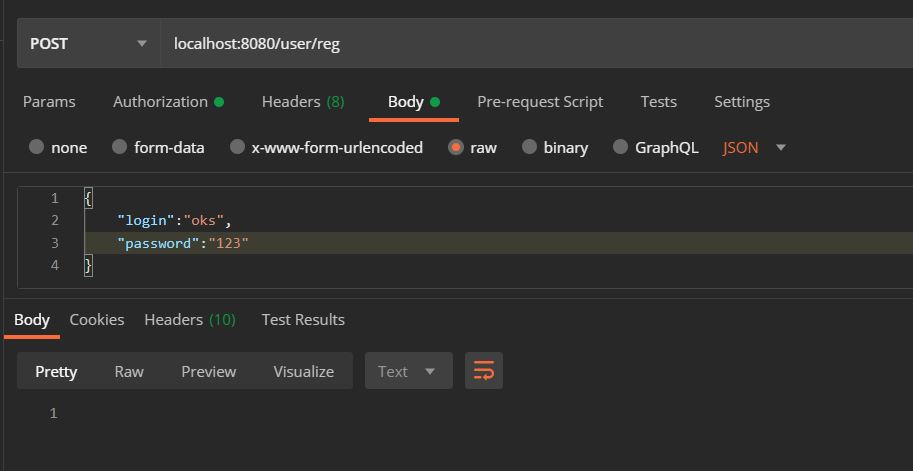 POST localhost:8080/user/reg
Params Authorization Headers (8) Body Pre-request Script Tests Settings
none form-data x-www-form-urlencoded raw binary GraphQL JSON
1 {
2 "login":"oks",
3 "password":"123"
4 }
Body Cookies Headers (10) Test Results
Pretty Raw Preview Visualize Text
1